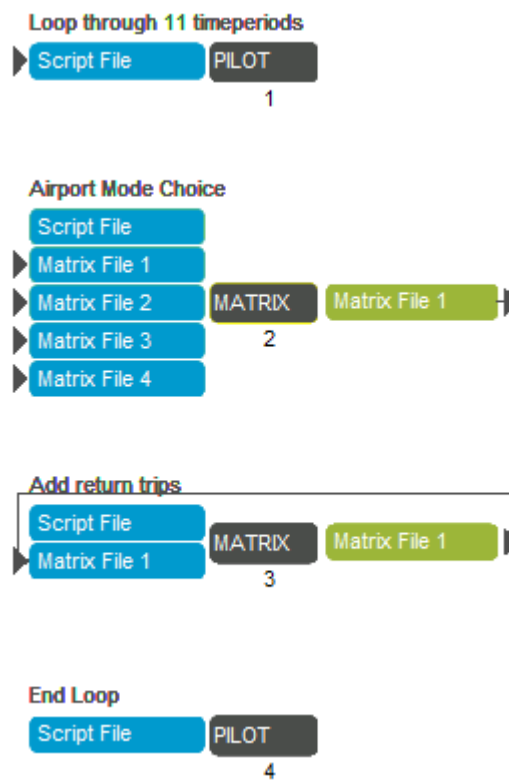 Loop through 11 timeperiods
Script File PILOT
1
Airport Mode Choice
Script File
Matrix File 1
Matrix File 2 MATRIX Matrix File 1
Matrix File 3 2
Matrix File 4
Add return trips
Script File
MATRIX Matrix File 1
Matrix File 1
3
End Loop
Script File PILOT
4